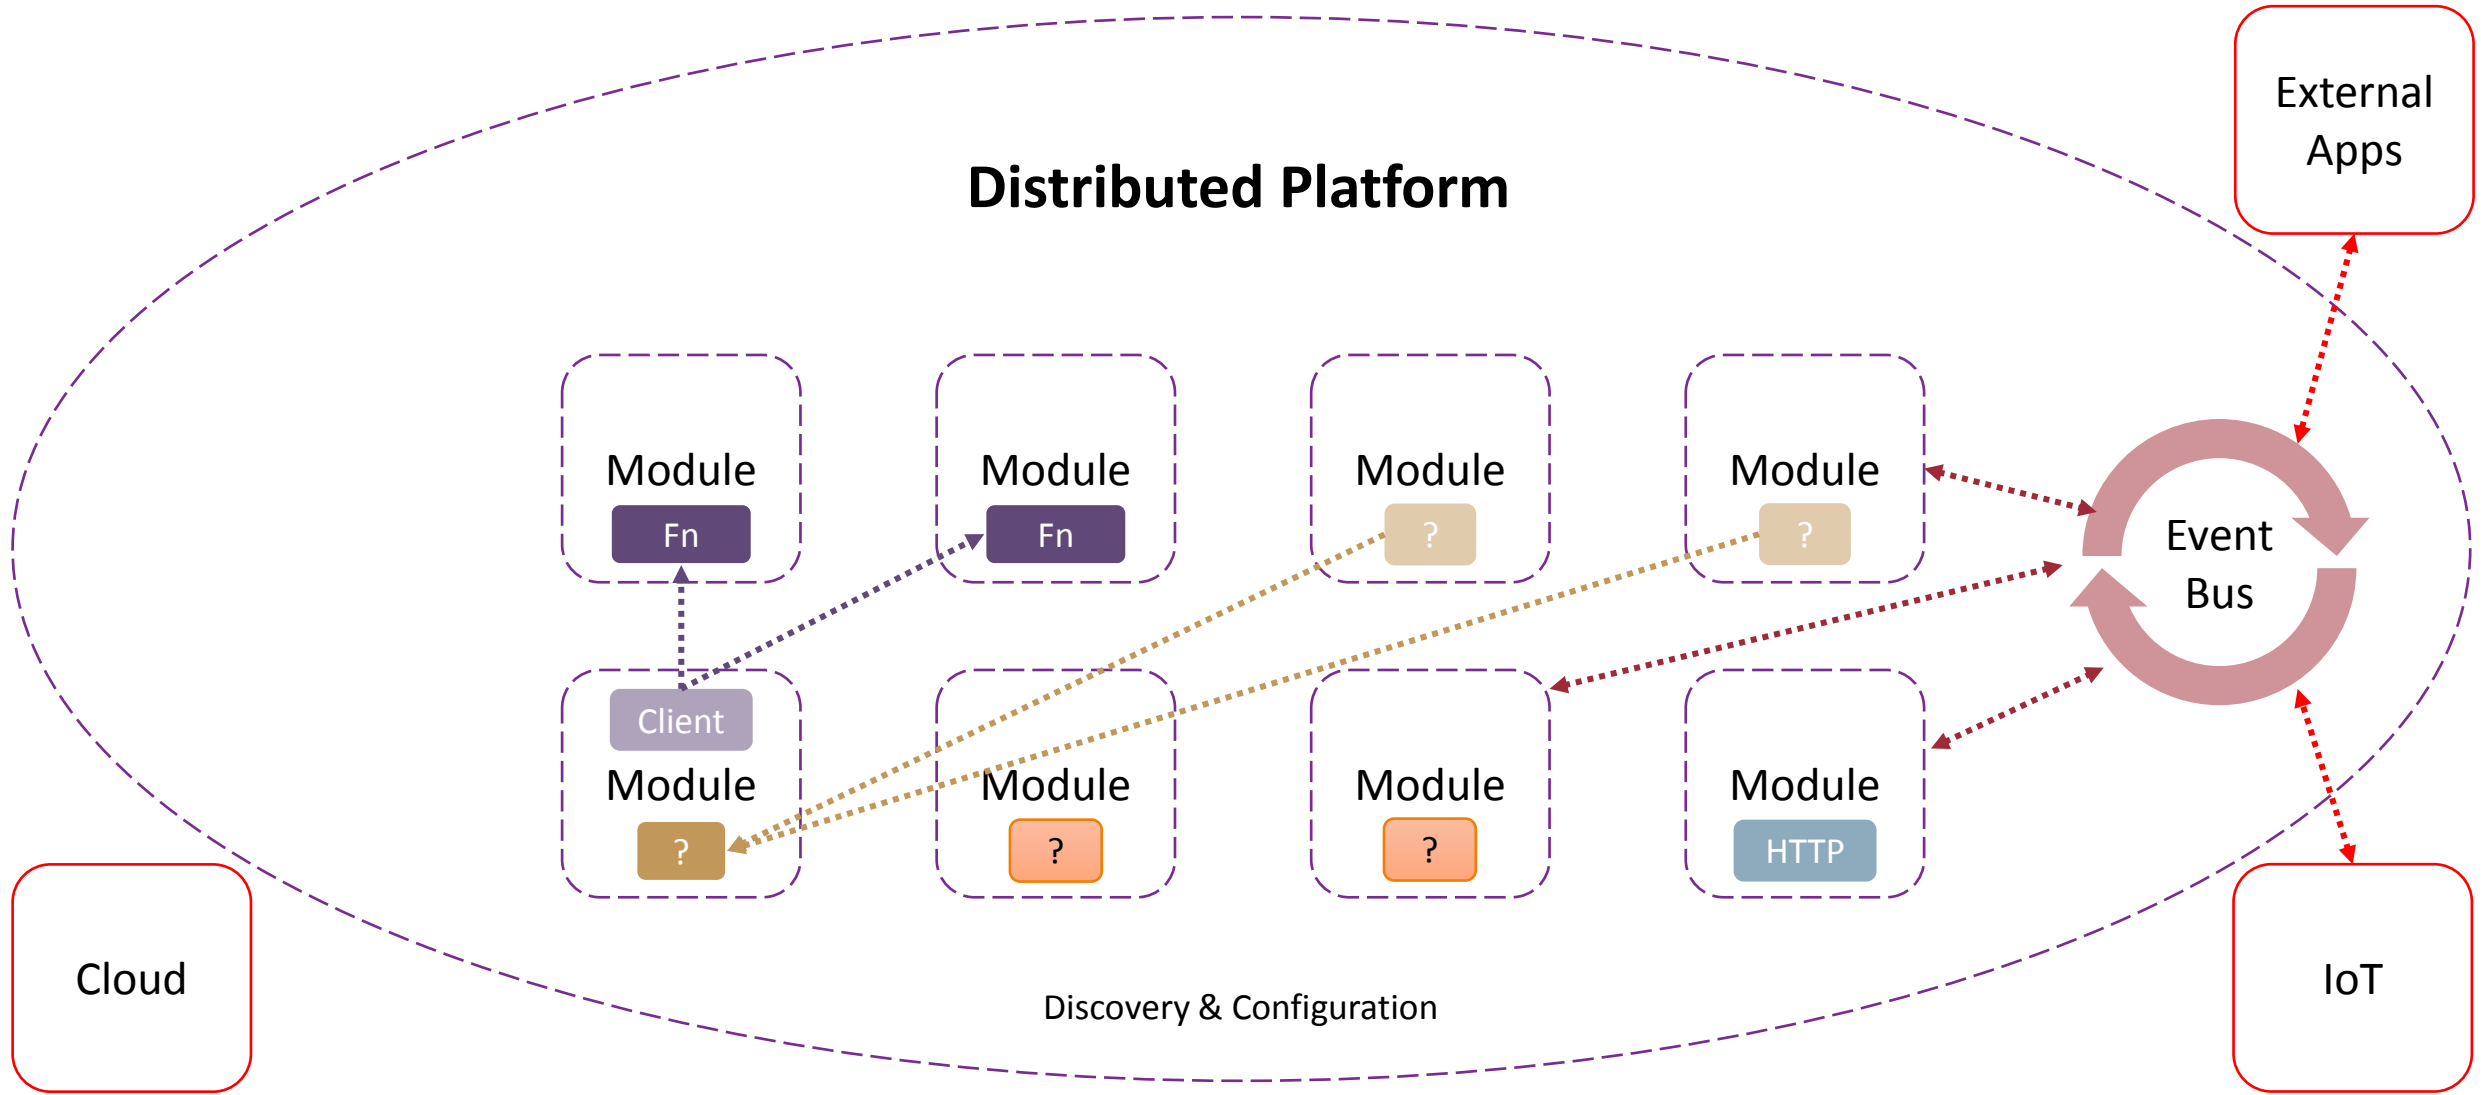 External
Apps
Distributed Platform
Module
Fn
Module
Fn
Module
?
Module
?
Event
Bus
Client
Module
?
Module
?
Module
?
Module
HTTP
Cloud
Discovery & Configuration
IoT